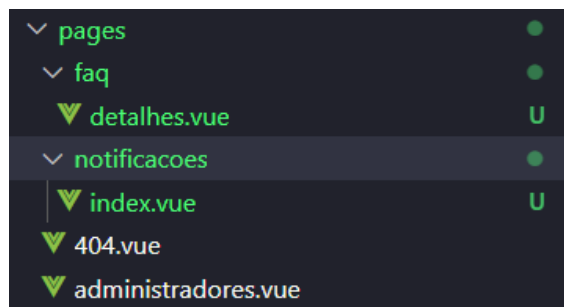 pages
faq
detalhes.vue U
notificacoes
index.vue U
404.vue
administradores.vue